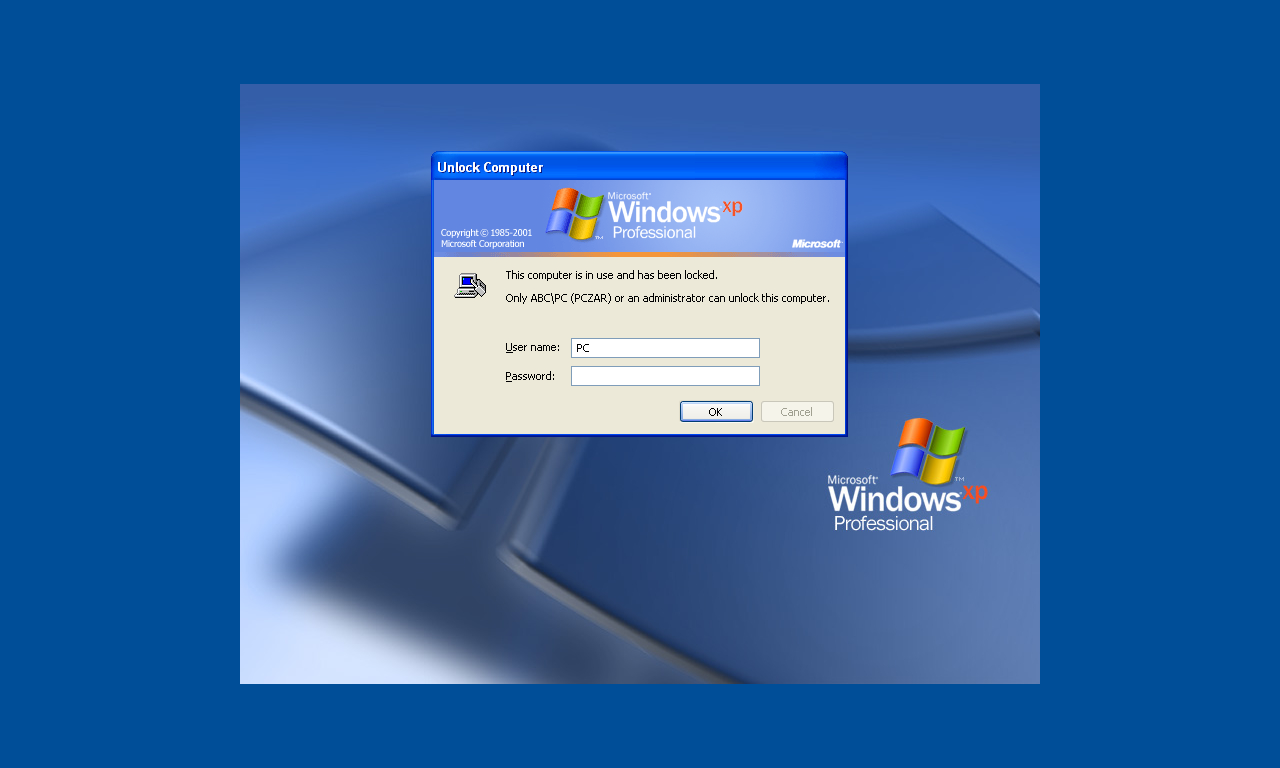 Unlock Computer
Microsoft®
Windows xp
Professional
Copyright © 1985-2001
Microsoft Corporation
Microsoft
This computer is in use and has been locked.
Only ABC\PC (PCZAR) or an administrator can unlock this computer.
User name: PC
Password:
OK Cancel
Microsoft®
Windows xp
Professional